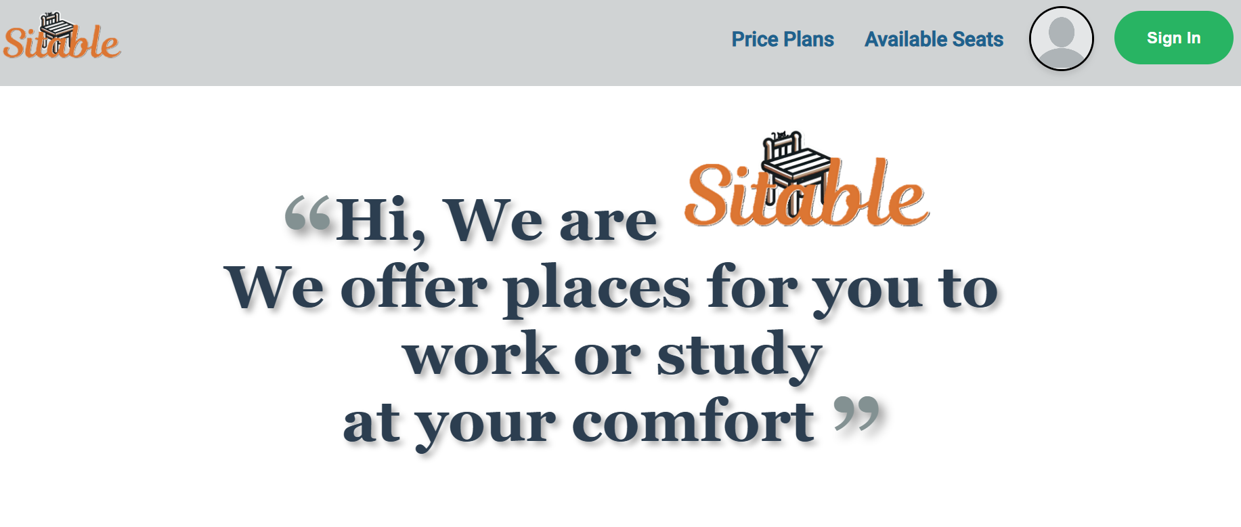 Sitable Price Plans Available Seats Sign In
“Hi, We are Sitable
We offer places for you to
work or study
at your comfort ”